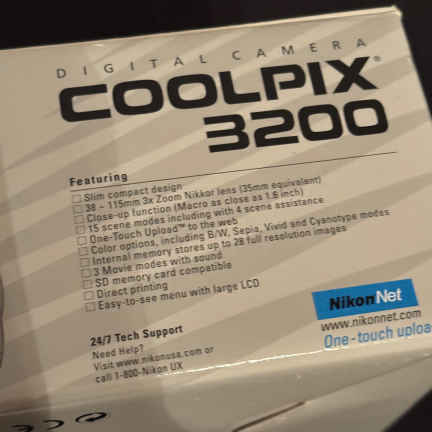 DIGITAL CAMERA
COOLPIX®
3200
Featuring
□ Slim compact design
□ 38 – 115mm 3x Zoom Nikkor lens (35mm equivalent)
□ Close-up function (Macro as close as 1.6 inch)
□ 15 scene modes including with 4 scene assistance
□ One-Touch Upload™ to the web
□ Color options, including B/W, Sepia, Vivid and Cyanotype modes
□ Internal memory stores up to 28 full resolution images
□ 3 Movie modes with sound
□ SD memory card compatible
□ Direct printing
□ Easy-to-see menu with large LCD
NikonNet
www.nikonnet.com
One-touch uploa
24/7 Tech Support
Need Help?
Visit www.nikonusa.com or
call 1-800-Nikon UX